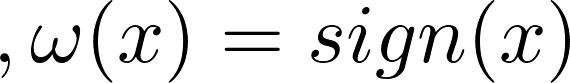 , ω(x) = sign(x)